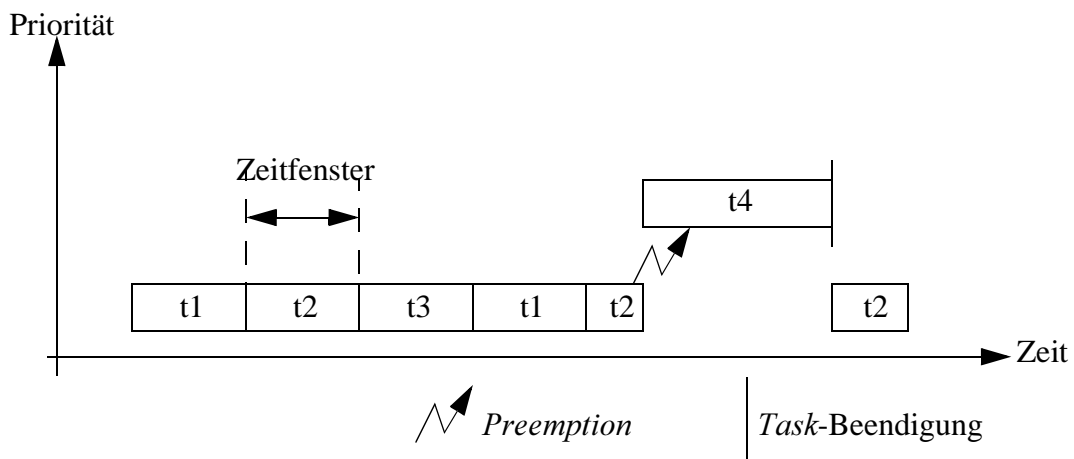 Priorität
Zeitfenster
t4
t1 t2 t3 t1 t2 t2
Zeit
Preemption
Task-Beendigung